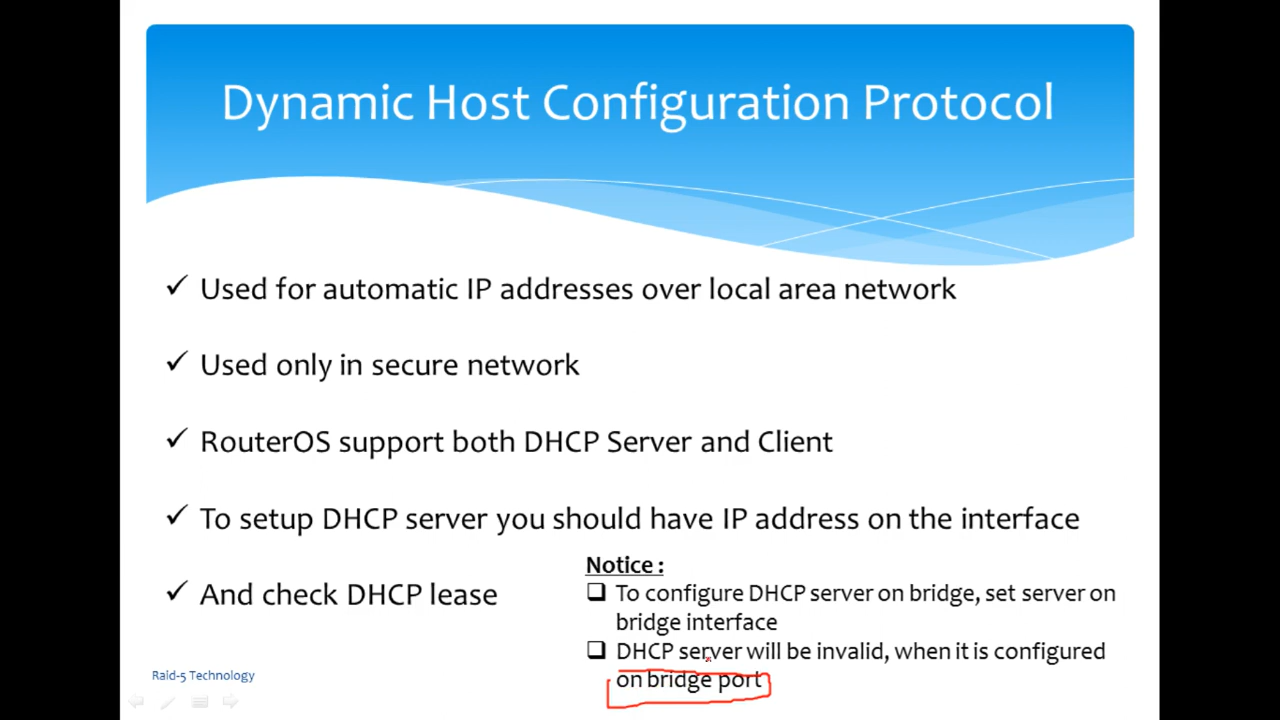 Dynamic Host Configuration Protocol
✓ Used for automatic IP addresses over local area network
✓ Used only in secure network
✓ RouterOS support both DHCP Server and Client
✓ To setup DHCP server you should have IP address on the interface
✓ And check DHCP lease
Notice :
❑ To configure DHCP server on bridge, set server on
bridge interface
❑ DHCP server will be invalid, when it is configured
on bridge port
Raid-5 Technology